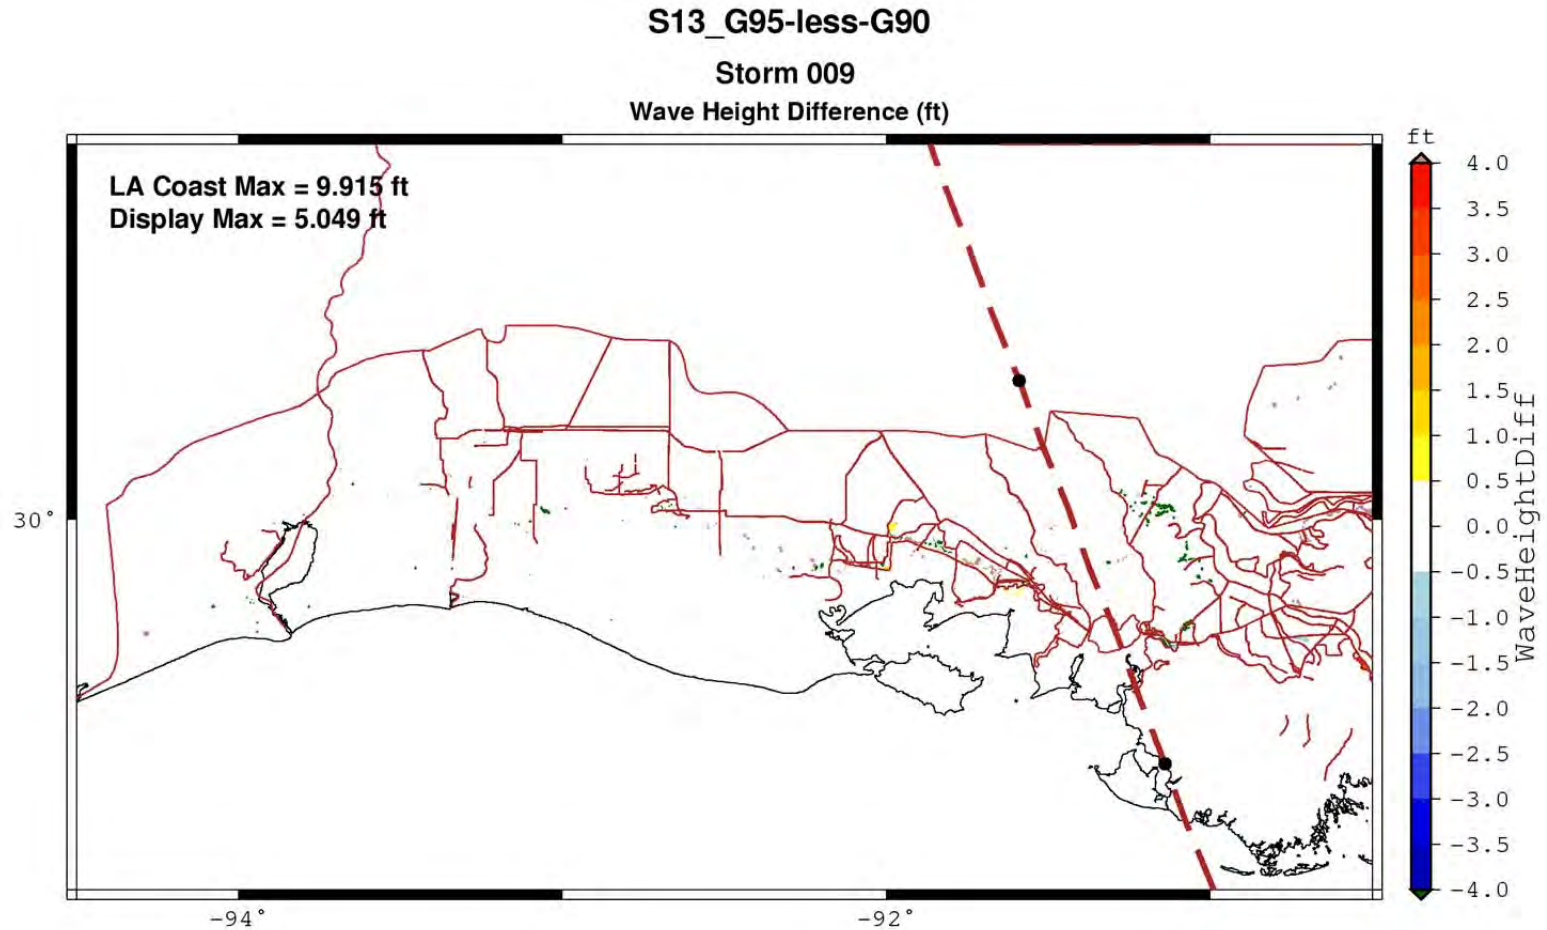 S13_G95-less-G90
Storm 009
Wave Height Difference (ft)
LA Coast Max = 9.915 ft
Display Max = 5.049 ft
ft
4.0
3.5
3.0
2.5
2.0
1.5
1.0
0.5
0.0
-0.5
-1.0
-1.5
-2.0
-2.5
-3.0
-3.5
-4.0
WaveHeightDiff
30°
-94°
-92°